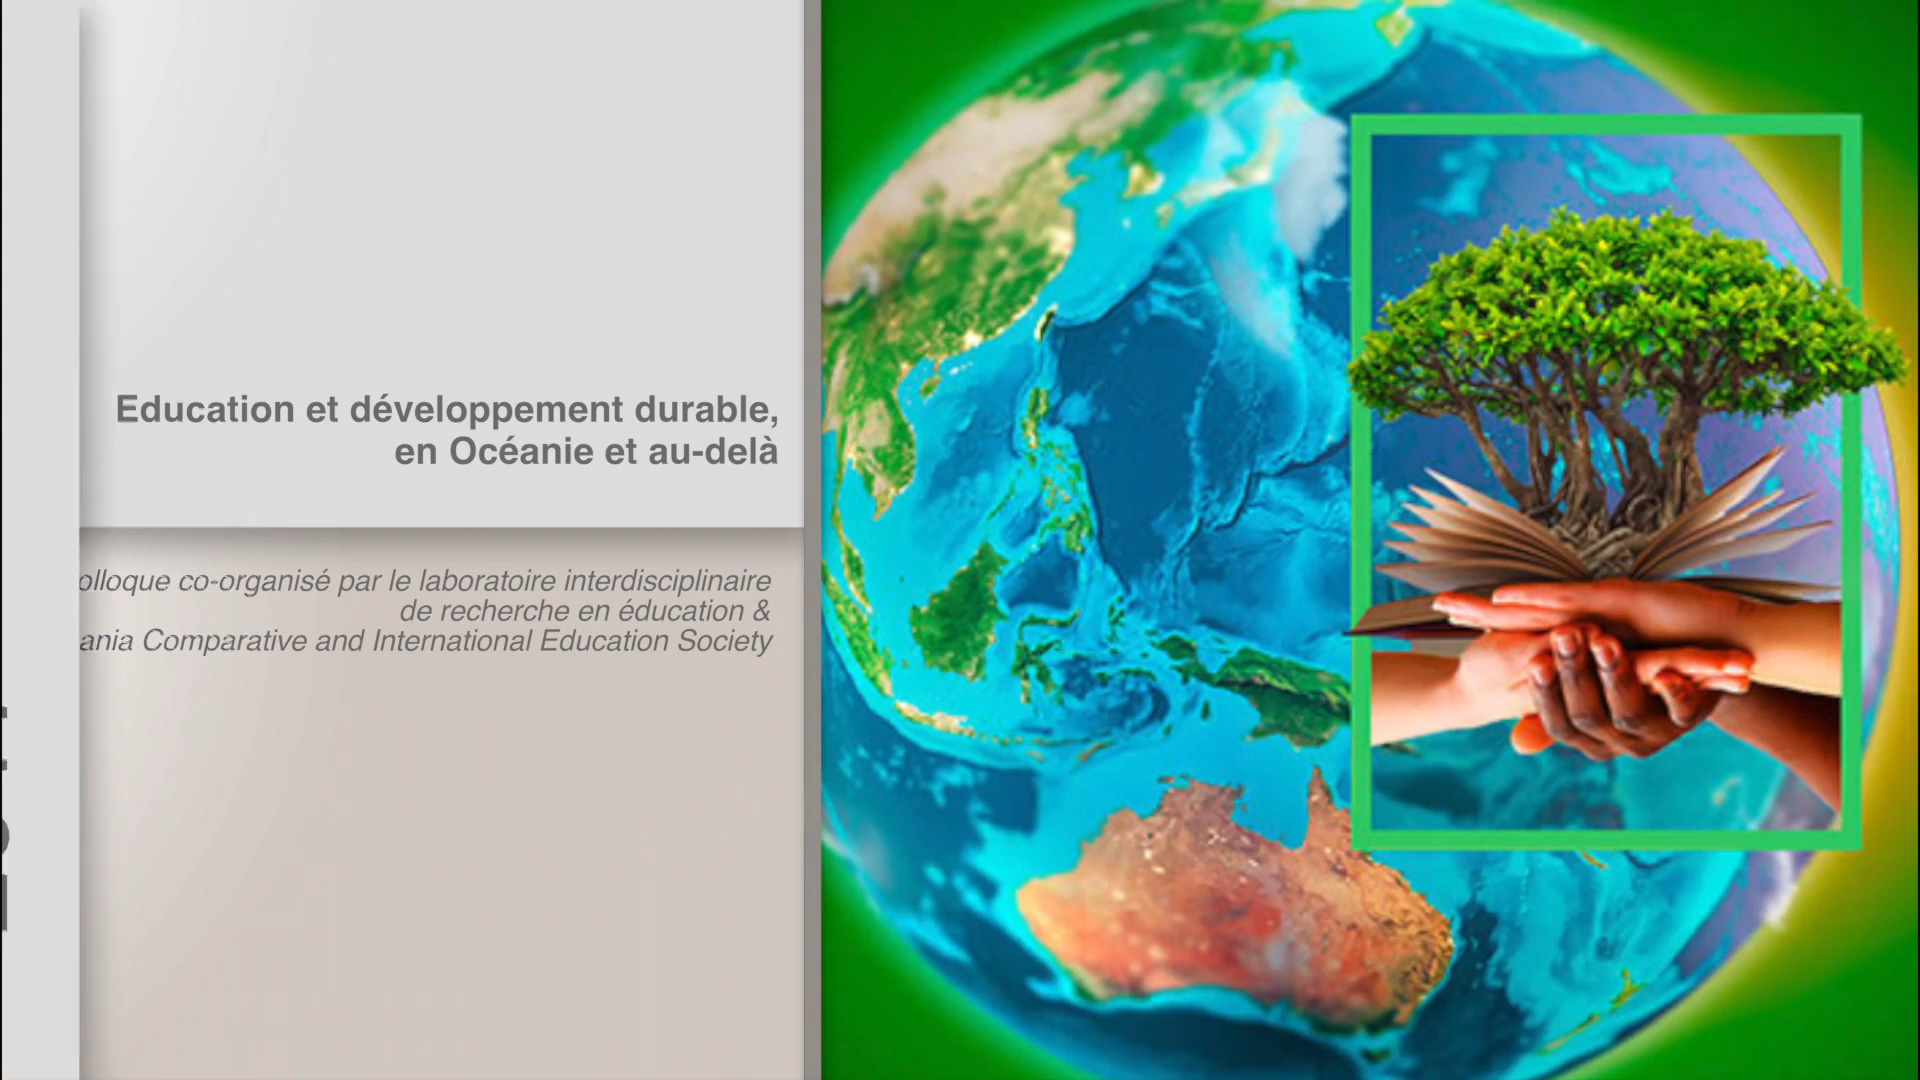 Education et développement durable,
en Océanie et au-delà
olloque co-organisé par le laboratoire interdisciplinaire
de recherche en éducation &
ania Comparative and International Education Society